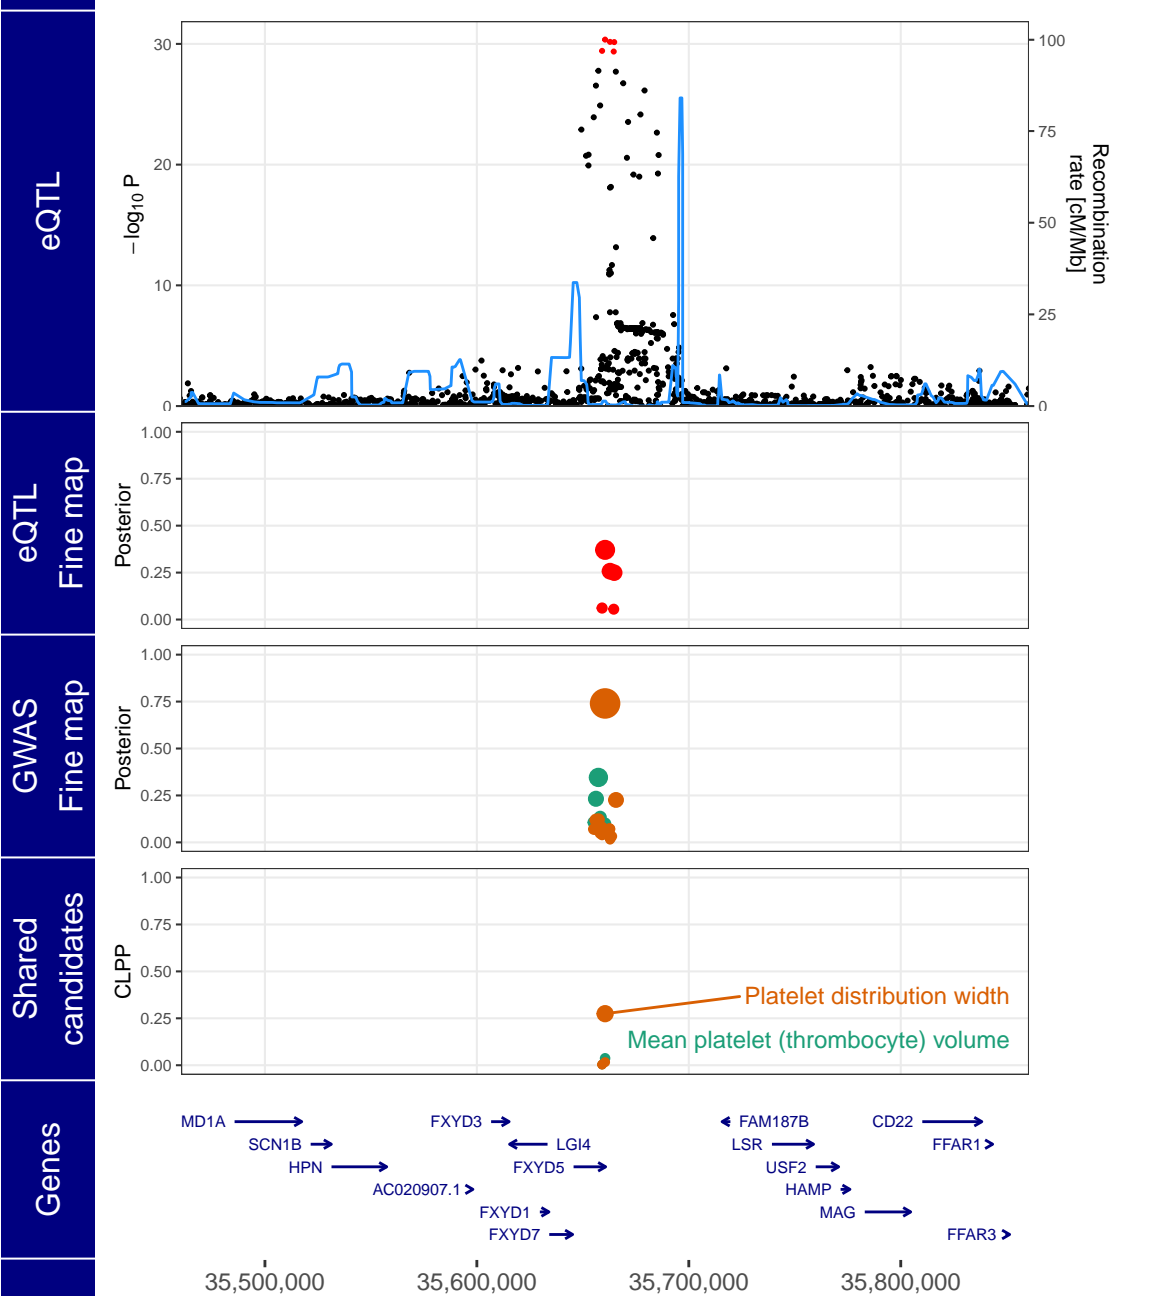 eQTL
30
20
10
0
−log10 P
100
75
50
25
0
Recombination
rate [cM/Mb]
eQTL
Fine map
Posterior
1.00
0.75
0.50
0.25
0.00
GWAS
Fine map
Posterior
1.00
0.75
0.50
0.25
0.00
Shared
candidates
CLPP
1.00
0.75
0.50
0.25
0.00
Platelet distribution width
Mean platelet (thrombocyte) volume
Genes
MD1A
FXYD3
FAM187B
CD22
SCN1B
LGI4
LSR
FFAR1
HPN
FXYD5
USF2
AC020907.1
HAMP
FXYD1
MAG
FXYD7
FFAR3
35,500,000
35,600,000
35,700,000
35,800,000